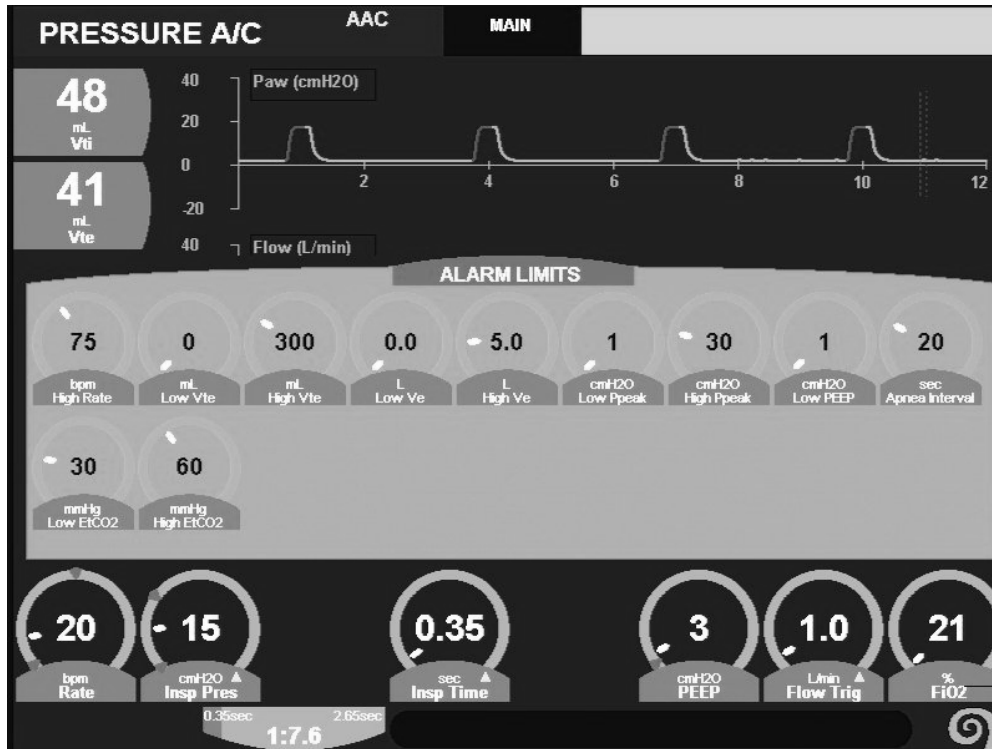 PRESSURE A/C
AAC
MAIN
48
mL
Vti
41
mL
Vte
40
20
0
-20
40
Paw (cmH2O)
2
4
6
8
10
12
Flow (L/min)
ALARM LIMITS
75
bpm
High Rate
0
mL
Low Vte
300
mL
High Vte
0.0
L
Low Ve
5.0
L
High Ve
1
cmH2O
Low Ppeak
30
cmH2O
High Ppeak
1
cmH2O
Low PEEP
20
sec
Apnea Interval
30
mmHg
Low EtCO2
60
mmHg
High EtCO2
20
bpm
Rate
15
cmH2O
Insp Pres
0.35
sec
Insp Time
3
cmH2O
PEEP
1.0
L/min
Flow Trig
21
%
FiO2
0.35sec
2.65sec
1:7.6